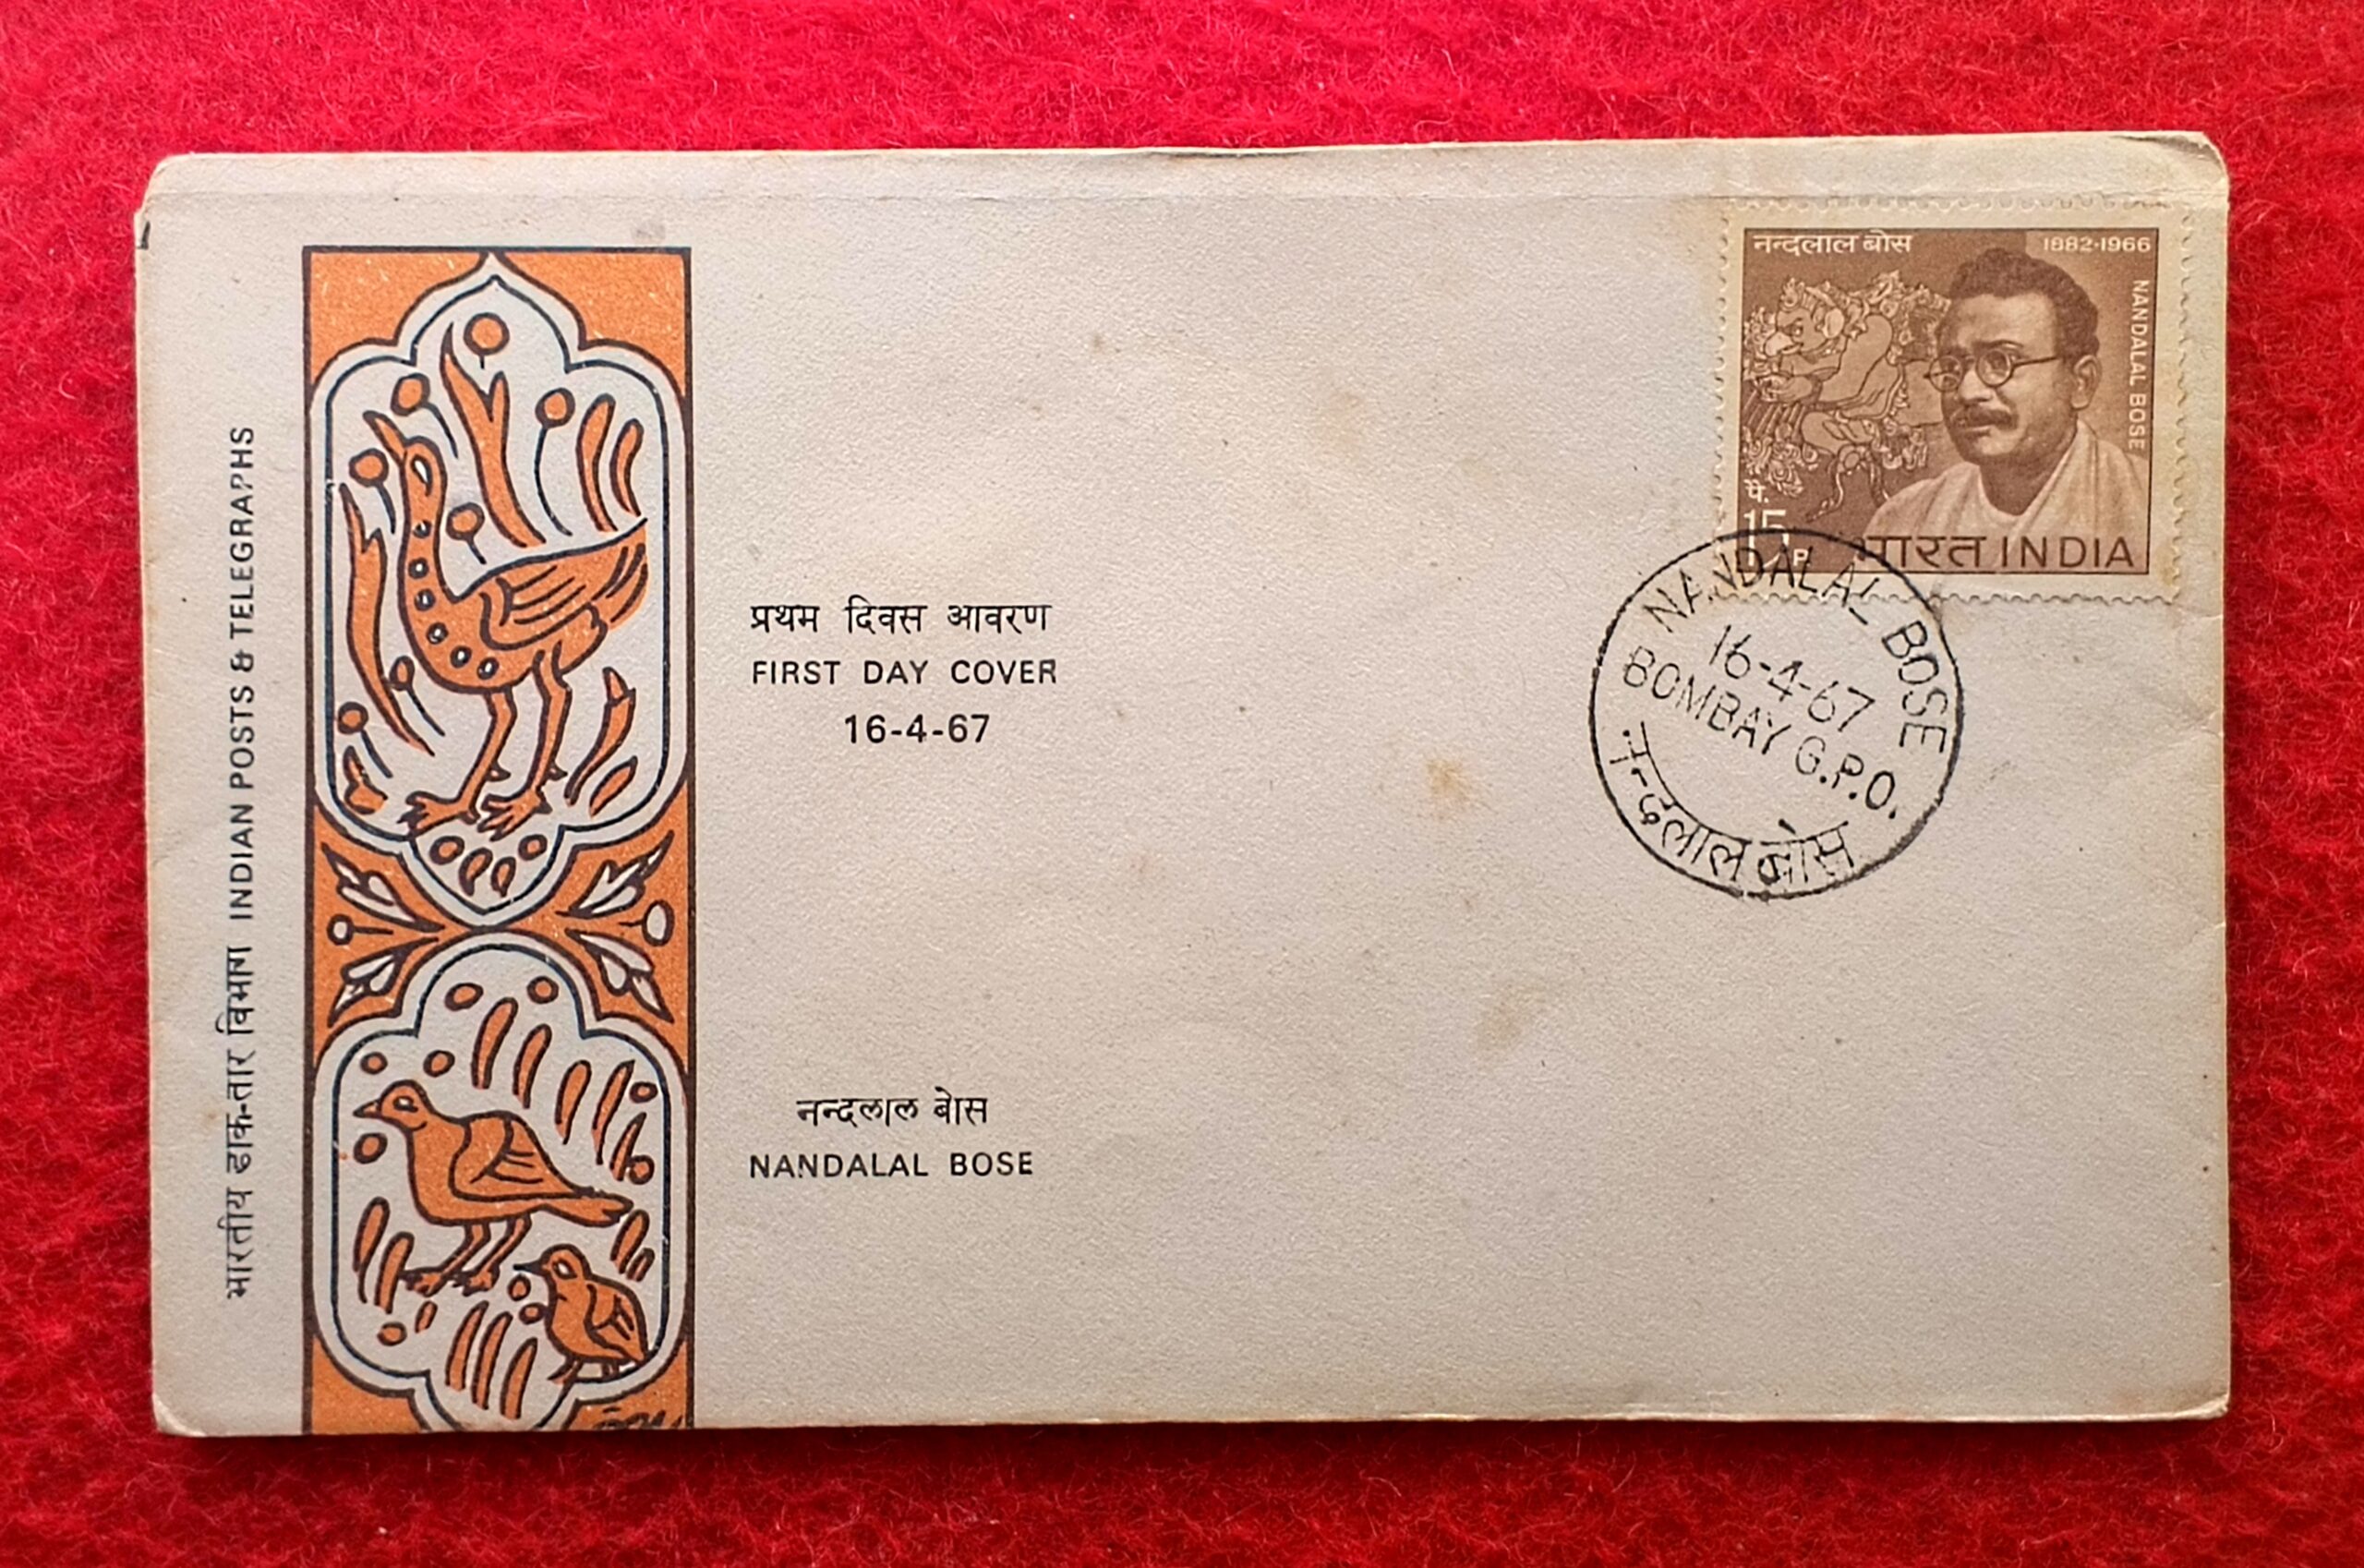 भारतीय डाक-तार विभाग INDIAN POSTS & TELEGRAPHS
प्रथम दिवस आवरण
FIRST DAY COVER
16-4-67
नन्दलाल बोस
NANDALAL BOSE
नन्दलाल बोस 1882-1966
NANDALAL BOSE
पै.
15
P
भारत INDIA
NANDALAL BOSE
16-4-67
BOMBAY G.P.O.
नन्दलाल बोस